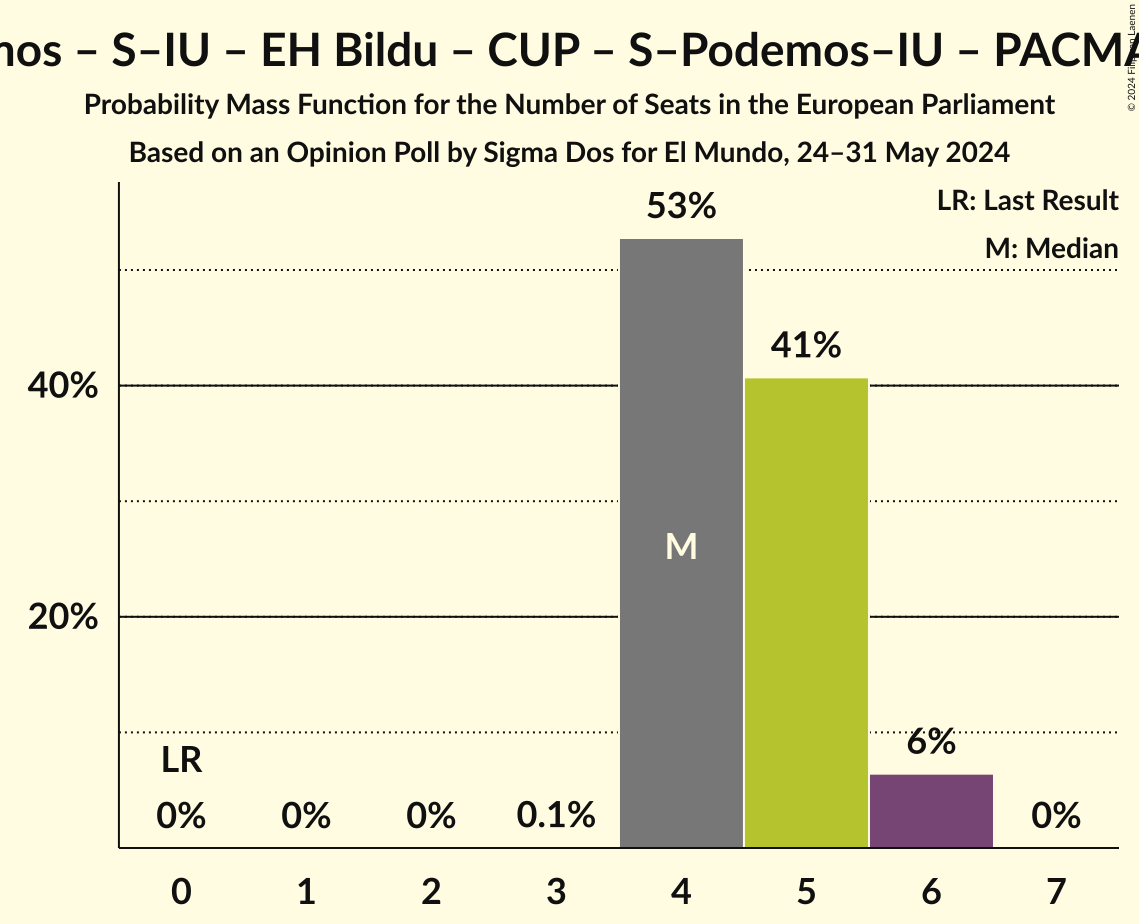 – S–IU – EH Bildu – CUP – S–Podemos–IU –
Probability Mass Function for the Number of Seats in the European Parliament
Based on an Opinion Poll by Sigma Dos for El Mundo, 24–31 May 2024
© 2024 Filip van Laenen
LR: Last Result
M: Median
53%
41%
40%
M
20%
6%
LR
0% 0% 0% 0.1% 0%
0 1 2 3 4 5 6 7